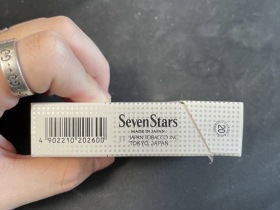 SevenStars
MADE IN JAPAN
JAPAN TOBACCO INC.
TOKYO, JAPAN
20
4 902210 202600